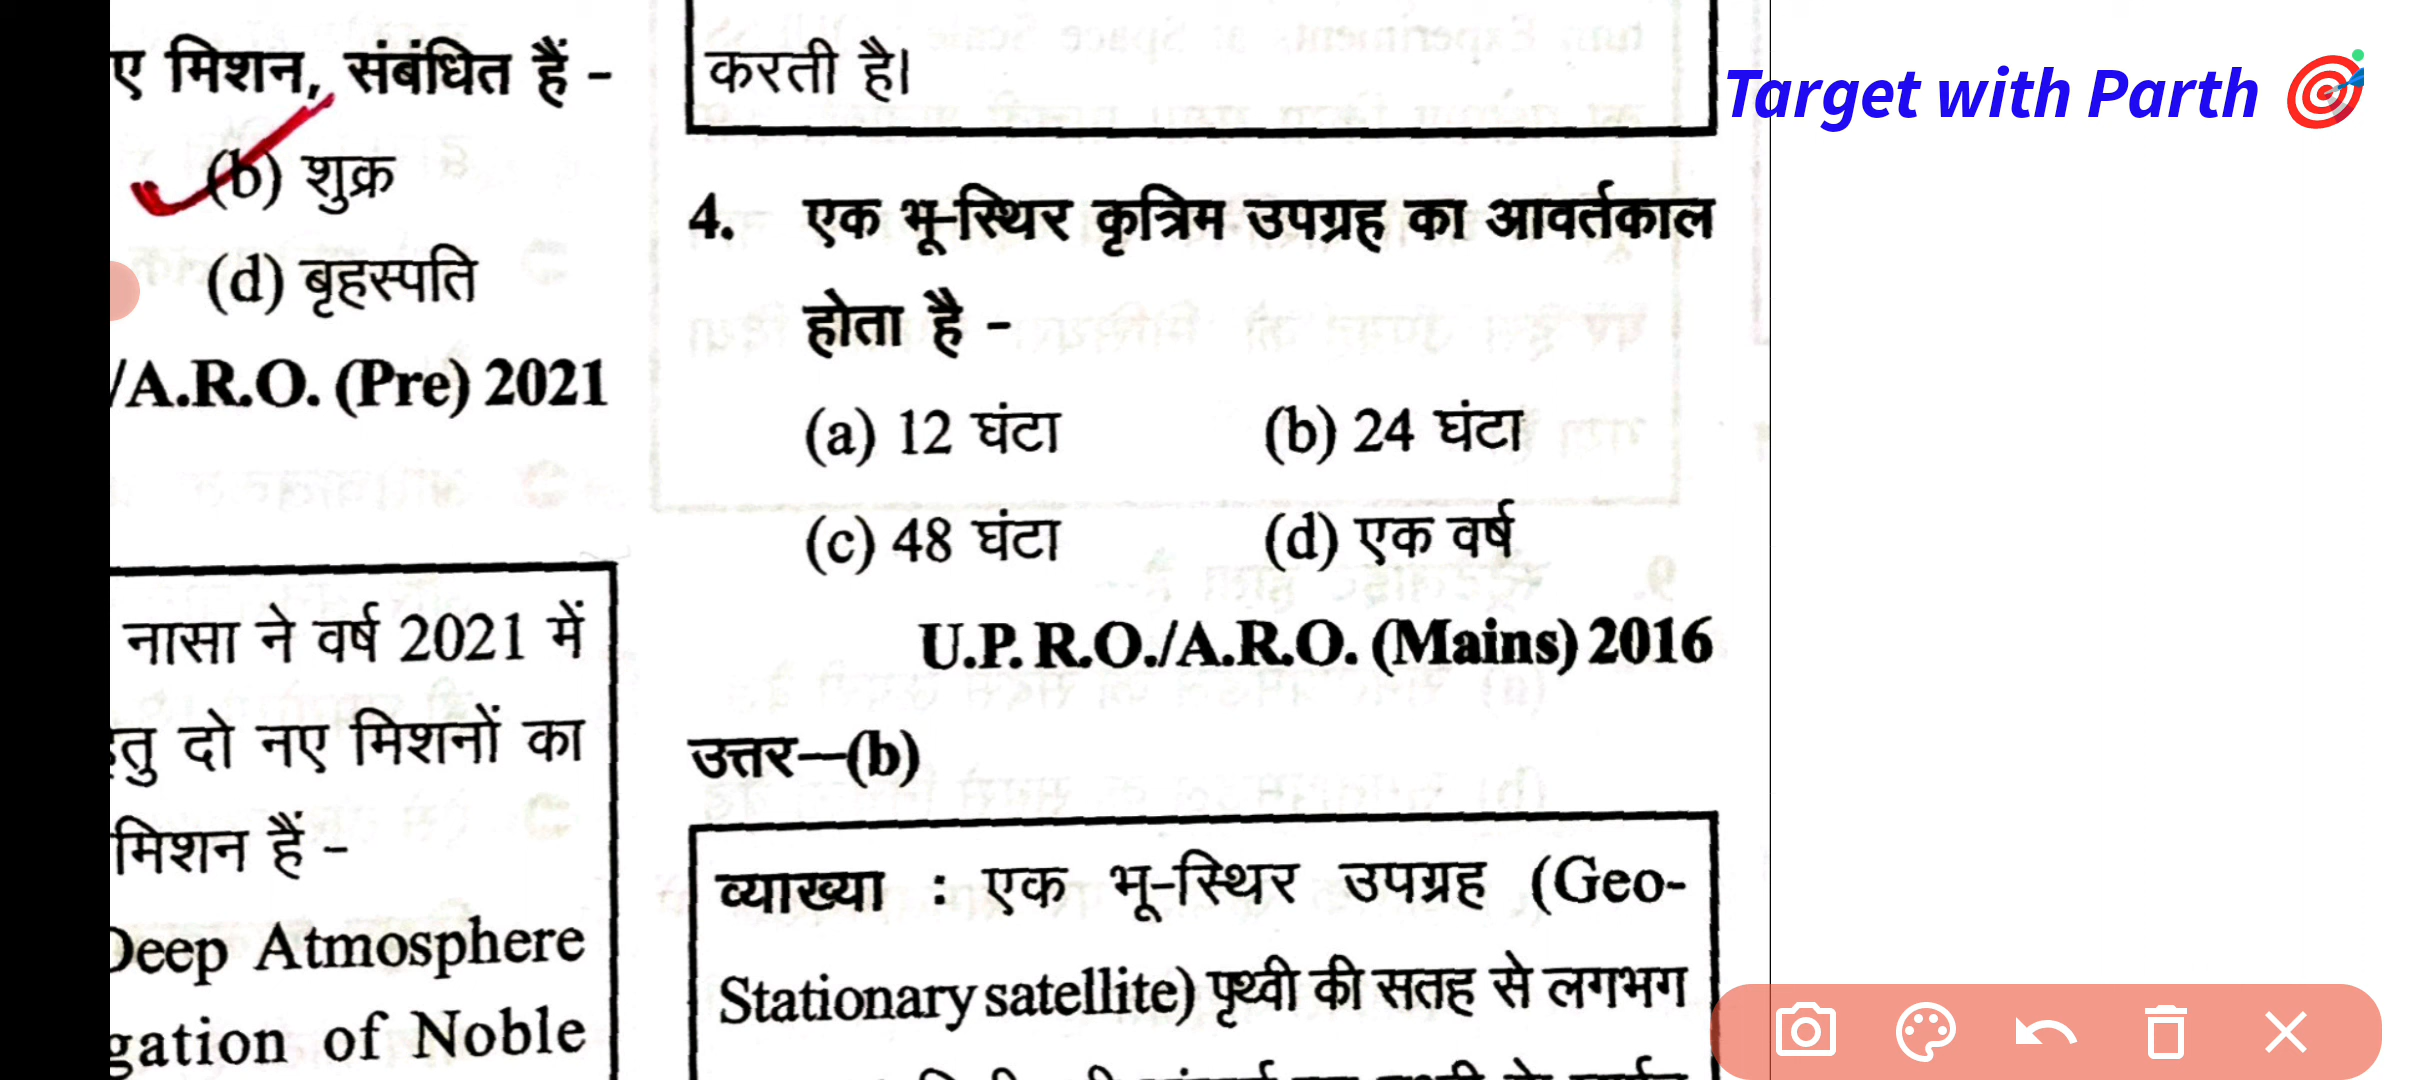 ए मिशन, संबंधित हैं -
(b) शुक्र
(d) बृहस्पति
/A.R.O. (Pre) 2021
नासा ने वर्ष 2021 में
हेतु दो नए मिशनों का
मिशन हैं -
Deep Atmosphere
gation of Noble
करती है।
4. एक भू-स्थिर कृत्रिम उपग्रह का आवर्तकाल
होता है -
(a) 12 घंटा (b) 24 घंटा
(c) 48 घंटा (d) एक वर्ष
U.P. R.O./A.R.O. (Mains) 2016
उत्तर—(b)
व्याख्या : एक भू-स्थिर उपग्रह (Geo-
Stationary satellite) पृथ्वी की सतह से लगभग
Target with Parth